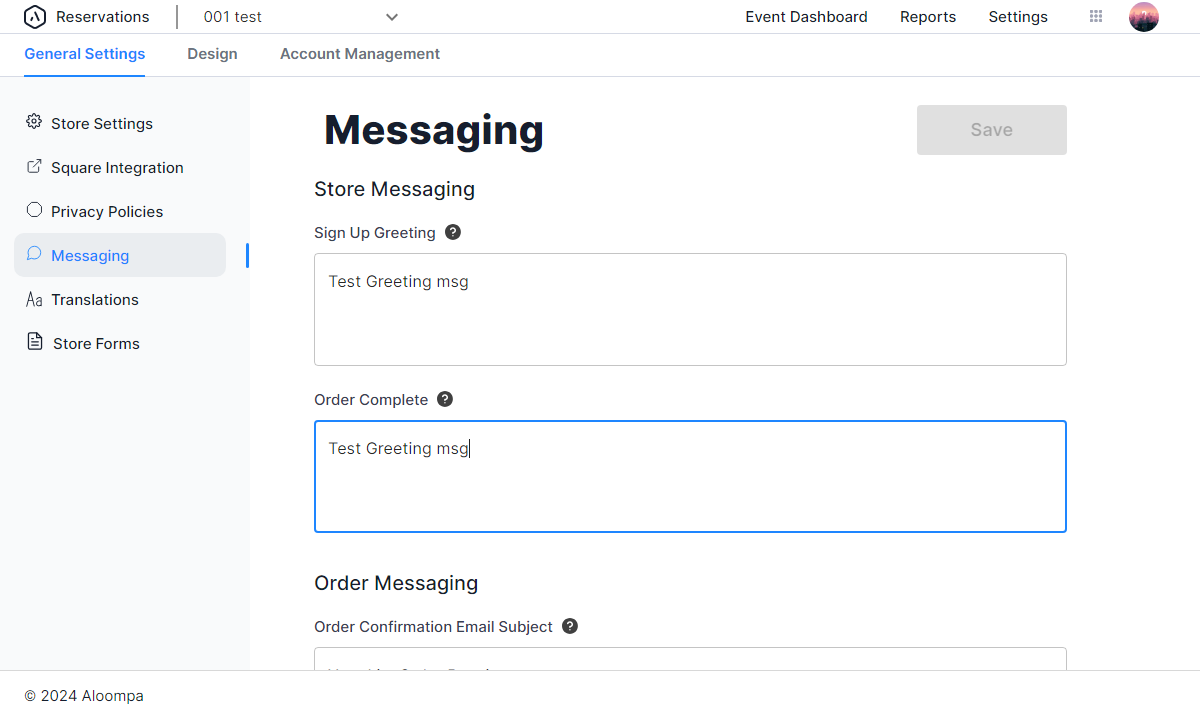 Reservations
001 test
Event Dashboard
Reports
Settings
General Settings
Design
Account Management
Store Settings
Square Integration
Privacy Policies
Messaging
Aa Translations
Store Forms
Messaging
Save
Store Messaging
Sign Up Greeting ?
Test Greeting msg
Order Complete ?
Test Greeting msg
Order Messaging
Order Confirmation Email Subject ?
© 2024 Aloompa